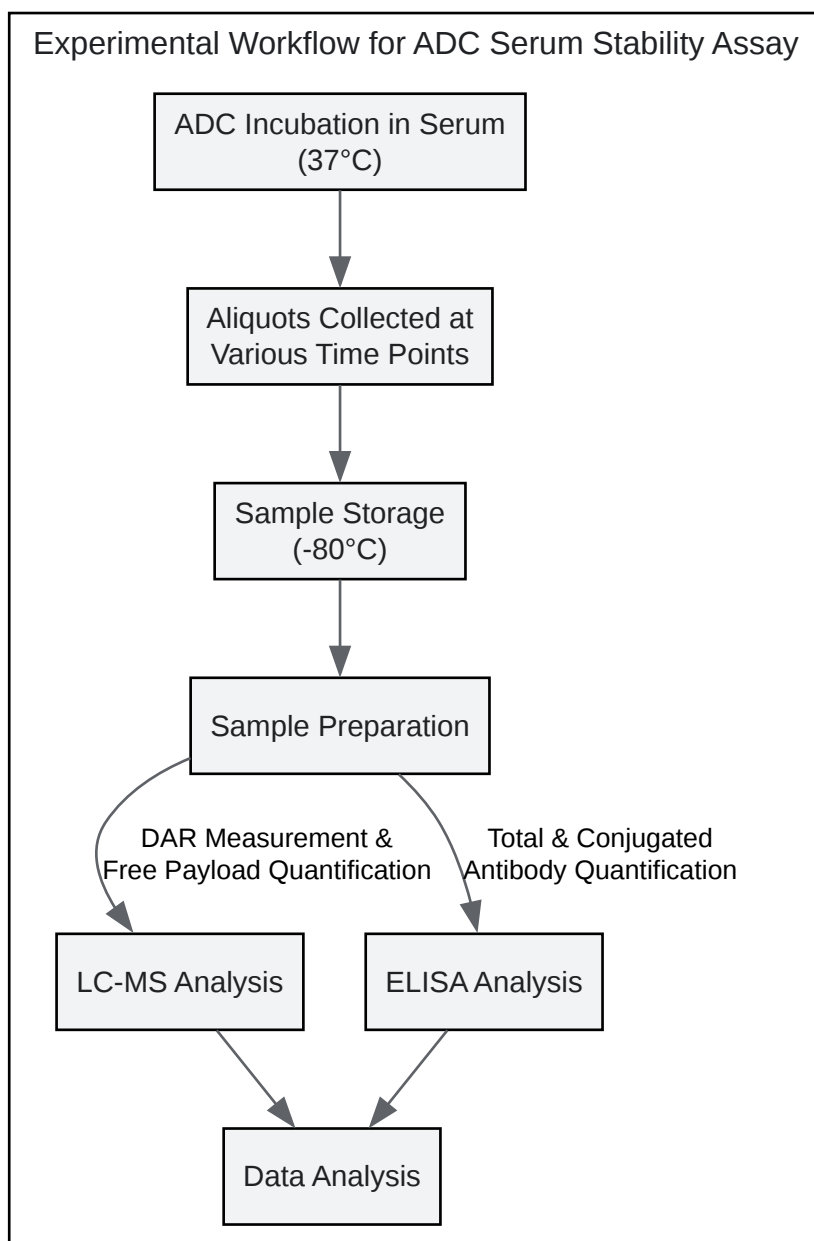 Experimental Workflow for ADC Serum Stability Assay
ADC Incubation in Serum
(37°C)
Aliquots Collected at
Various Time Points
Sample Storage
(-80°C)
Sample Preparation
DAR Measurement &
Free Payload Quantification
Total & Conjugated
Antibody Quantification
LC-MS Analysis
ELISA Analysis
Data Analysis